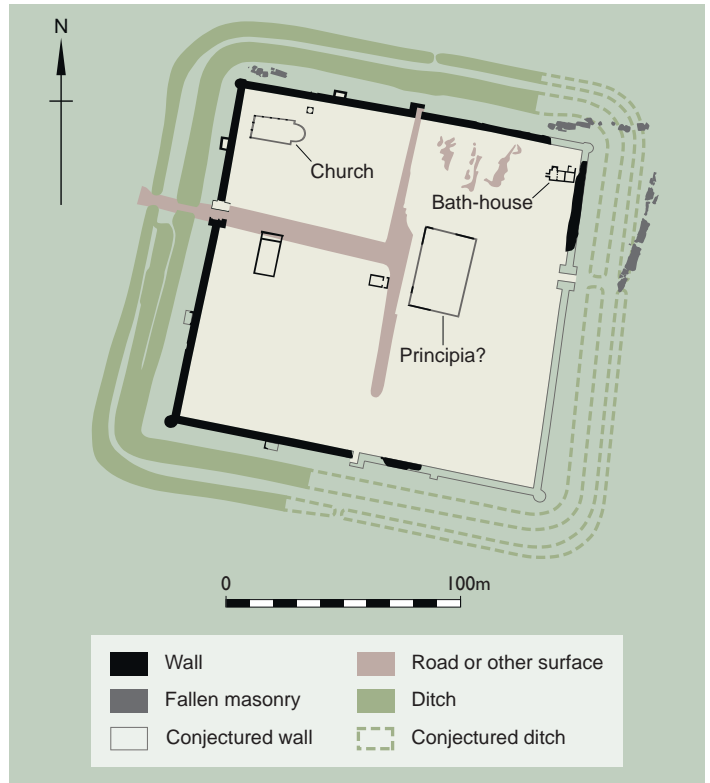 N
Church
Bath-house
Principia?
0 100m
Wall
Road or other surface
Fallen masonry
Ditch
Conjectured wall
Conjectured ditch